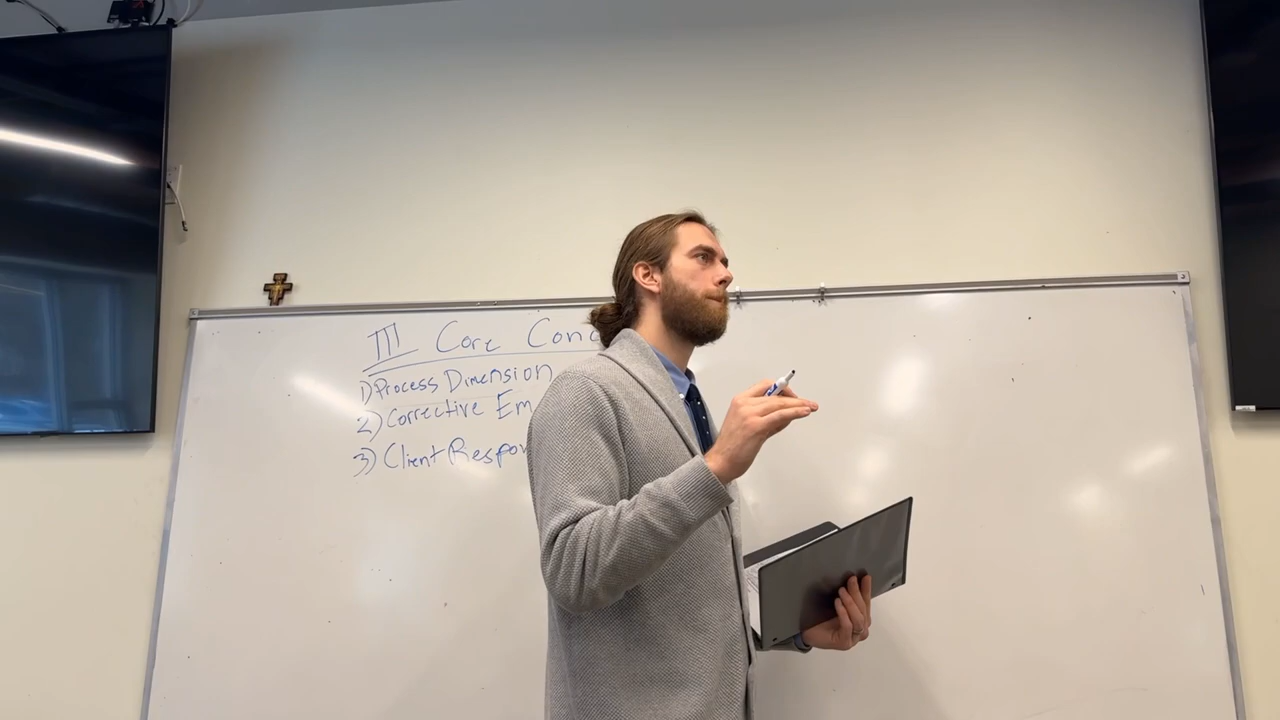 III Core Conc
1) Process Dimension
2) Corrective Em
3) Client Respon